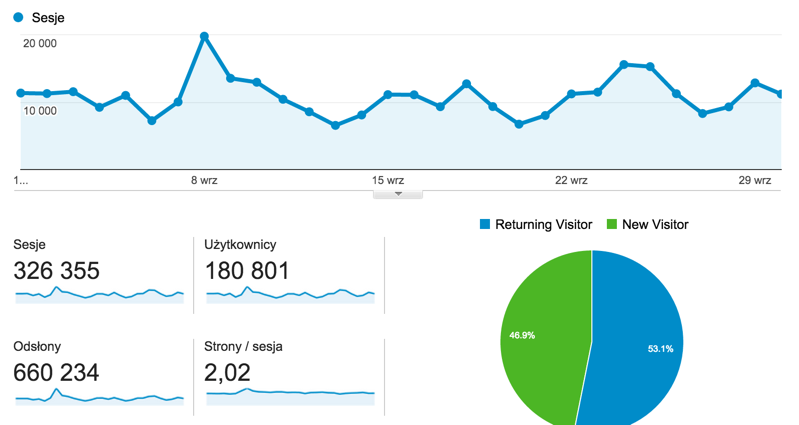 Sesje
20 000
10 000
1...
8 wrz
15 wrz
22 wrz
29 wrz
Returning Visitor
New Visitor
Sesje
Użytkownicy
326 355
180 801
46.9%
53.1%
Odsłony
Strony / sesja
660 234
2,02